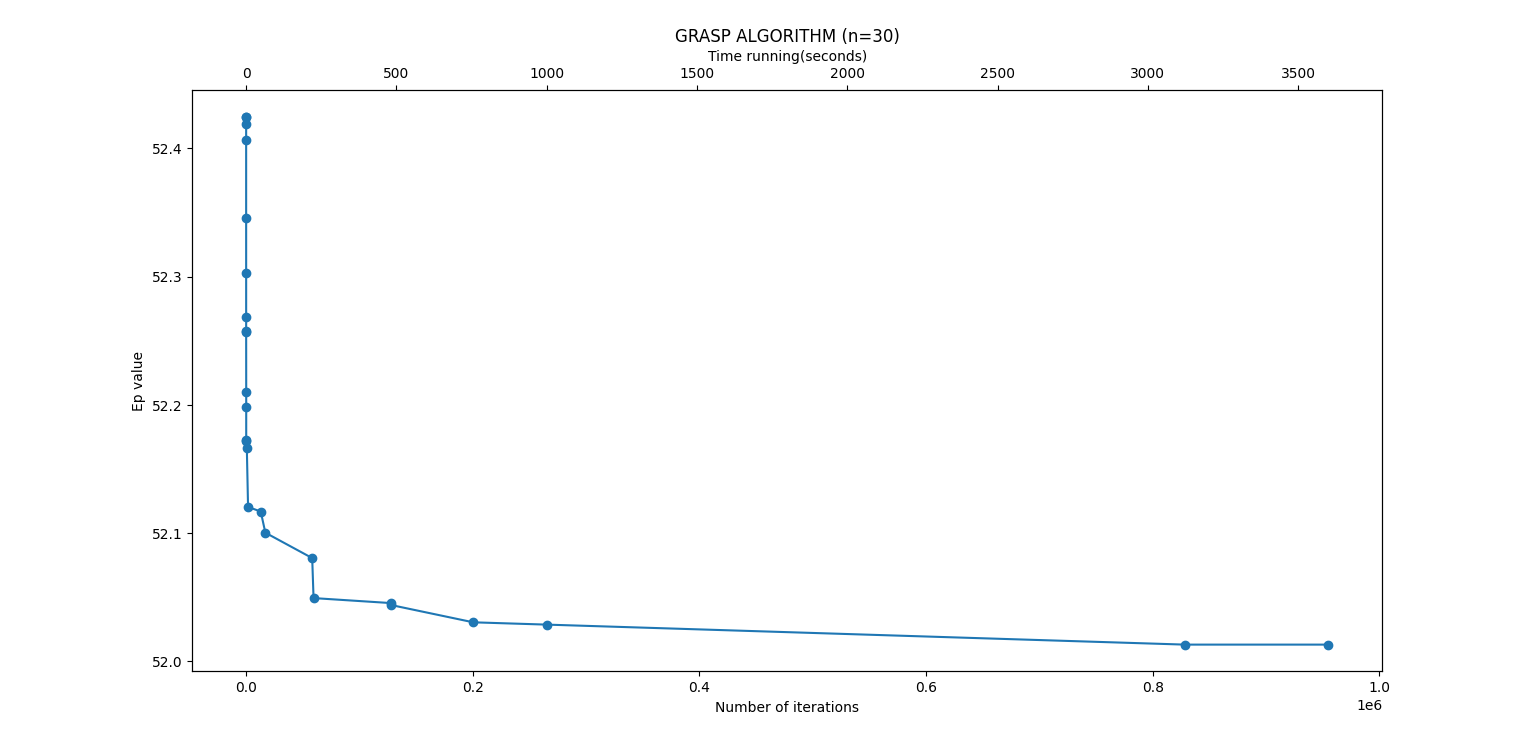 GRASP ALGORITHM (n=30)
Time running(seconds)
0 500 1000 1500 2000 2500 3000 3500
52.4
52.3
52.2
52.1
52.0
Ep value
0.0 0.2 0.4 0.6 0.8 1.0
1e6
Number of iterations